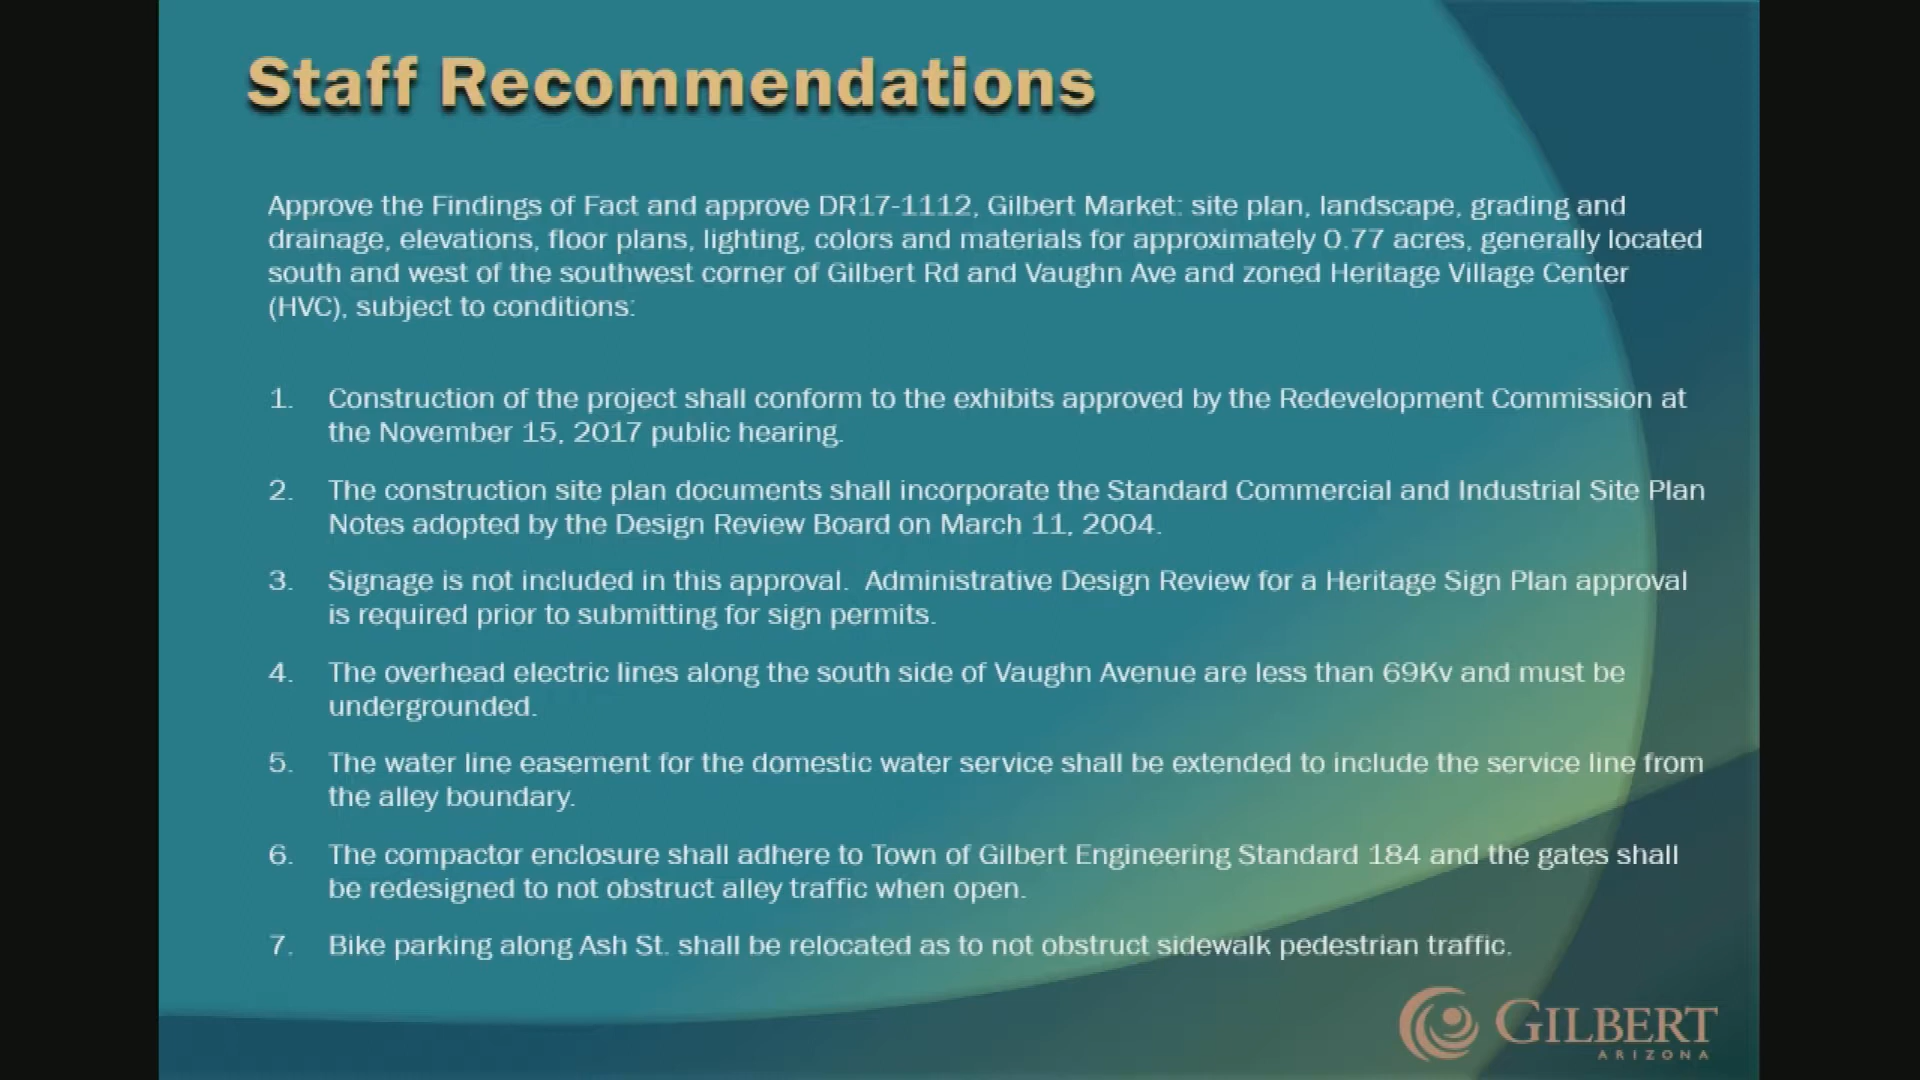 Staff Recommendations
Approve the Findings of Fact and approve DR17-1112, Gilbert Market: site plan, landscape, grading and
drainage, elevations, floor plans, lighting, colors and materials for approximately 0.77 acres, generally located
south and west of the southwest corner of Gilbert Rd and Vaughn Ave and zoned Heritage Village Center
(HVC), subject to conditions:
1. Construction of the project shall conform to the exhibits approved by the Redevelopment Commission at
the November 15, 2017 public hearing.
2. The construction site plan documents shall incorporate the Standard Commercial and Industrial Site Plan
Notes adopted by the Design Review Board on March 11, 2004.
3. Signage is not included in this approval. Administrative Design Review for a Heritage Sign Plan approval
is required prior to submitting for sign permits.
4. The overhead electric lines along the south side of Vaughn Avenue are less than 69Kv and must be
undergrounded.
5. The water line easement for the domestic water service shall be extended to include the service line from
the alley boundary.
6. The compactor enclosure shall adhere to Town of Gilbert Engineering Standard 184 and the gates shall
be redesigned to not obstruct alley traffic when open.
7. Bike parking along Ash St. shall be relocated as to not obstruct sidewalk pedestrian traffic.
GILBERT
ARIZONA